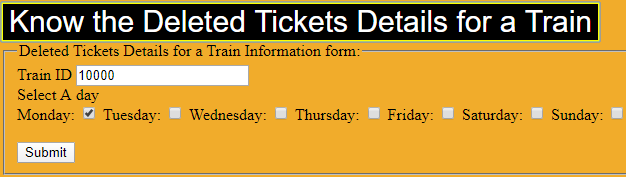 Know the Deleted Tickets Details for a Train
Deleted Tickets Details for a Train Information form:
Train ID 10000
Select A day
Monday: Tuesday: Wednesday: Thursday: Friday: Saturday: Sunday:
Submit